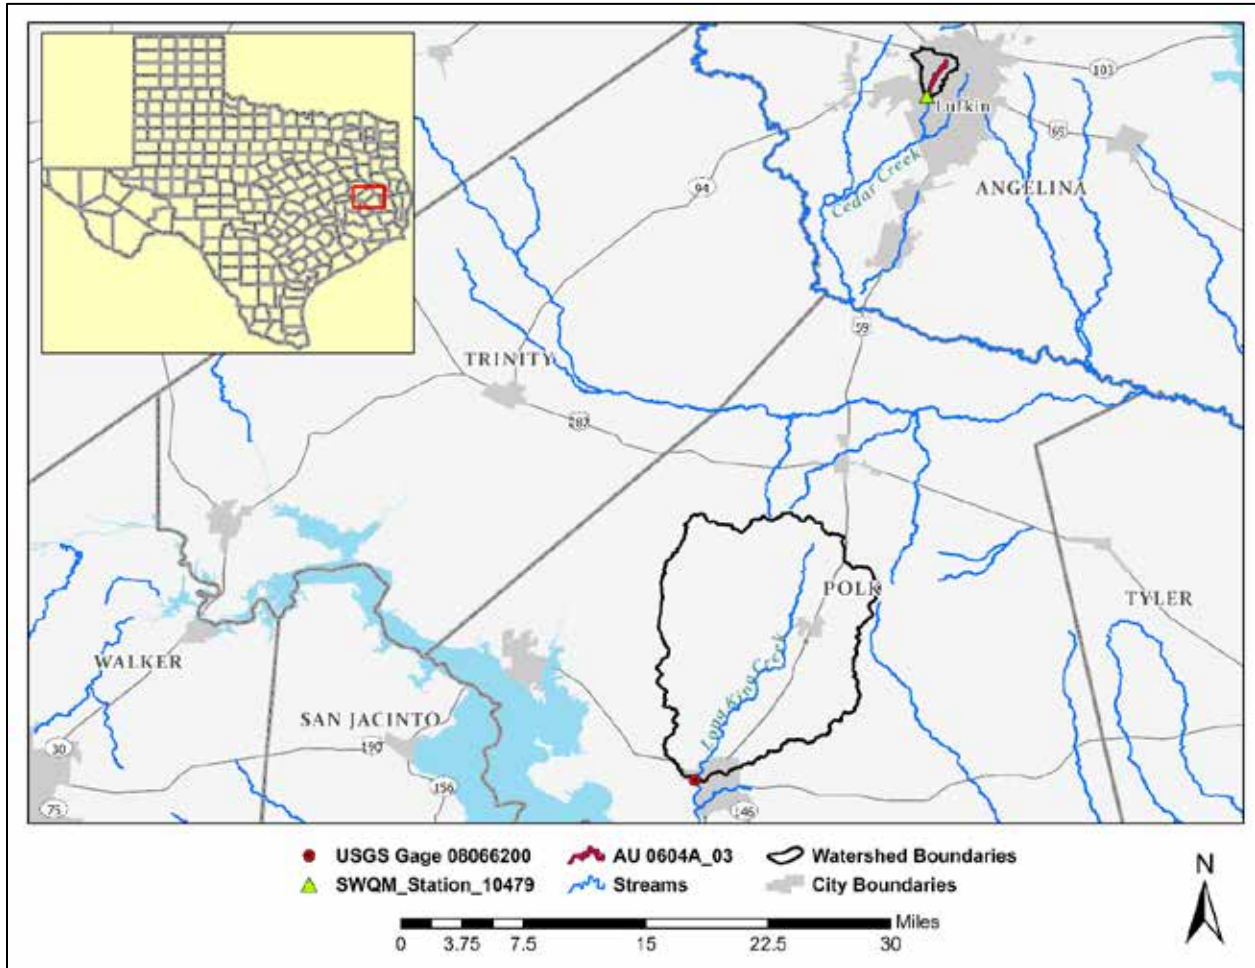 103
Lufkin
69
94
Cedar Creek
ANGELINA
59
TRINITY
287
POLK
TYLER
Long King Creek
WALKER
SAN JACINTO
190
30
156
75
146
USGS Gage 08066200
AU 0604A_03
Watershed Boundaries
SWQM_Station_10479
Streams
City Boundaries
N
Miles
0 3.75 7.5 15 22.5 30